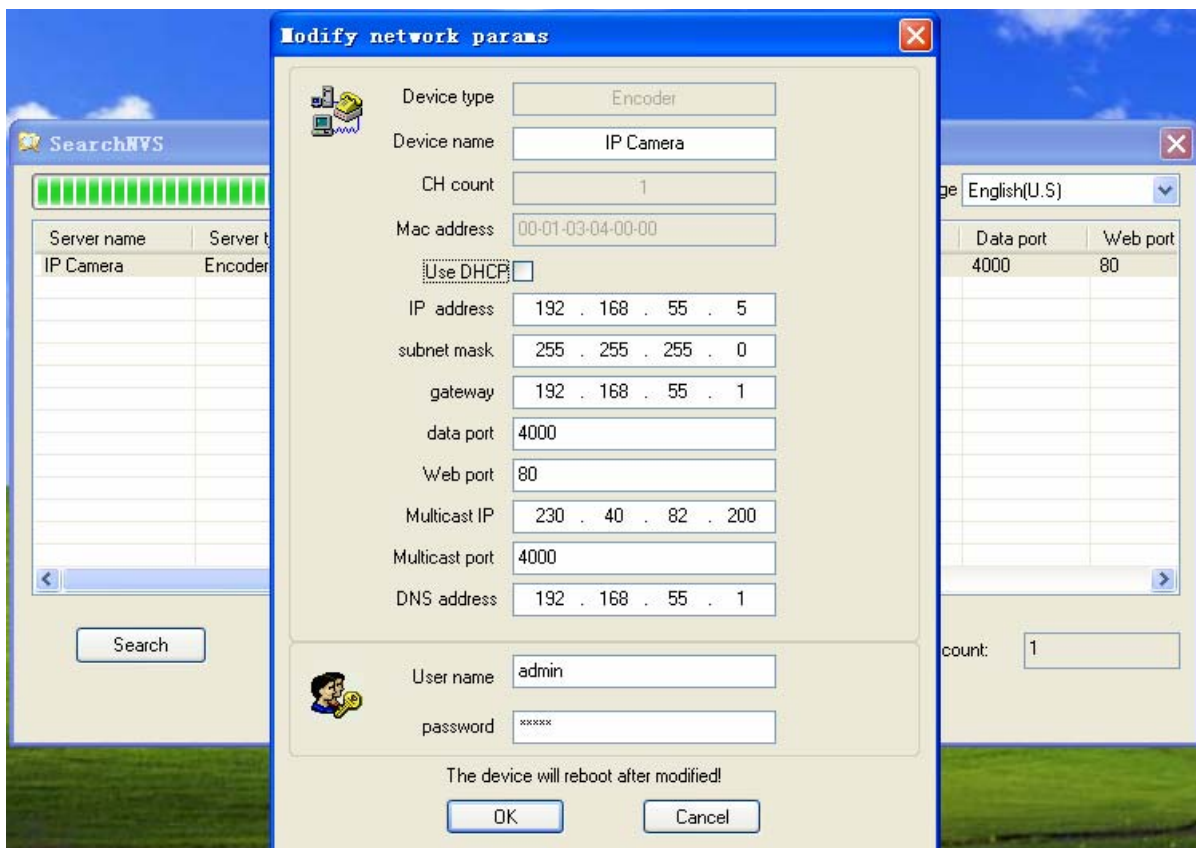 Modify network params
Device type Encoder
Device name IP Camera
CH count 1
Mac address 00-01-03-04-00-00
Use DHCP
IP address 192 . 168 . 55 . 5
subnet mask 255 . 255 . 255 . 0
gateway 192 . 168 . 55 . 1
data port 4000
Web port 80
Multicast IP 230 . 40 . 82 . 200
Multicast port 4000
DNS address 192 . 168 . 55 . 1
User name admin
password *****
The device will reboot after modified!
OK Cancel
SearchNVS
English(U.S)
Server name Data port Web port
IP Camera Encoder 4000 80
Search count: 1